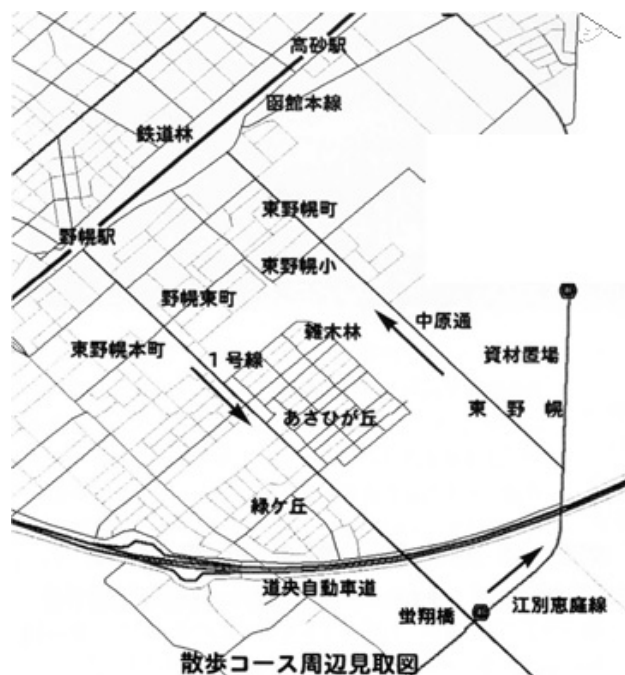 高砂駅
函館本線
鉄道林
東野幌町
野幌駅
東野幌小
野幌東町
中原通
雑木林
東野幌本町
1号線
資材置場
あさひが丘
東野幌
緑ケ丘
道央自動車道
江別恵庭線
蛍翔橋
散歩コース周辺見取図